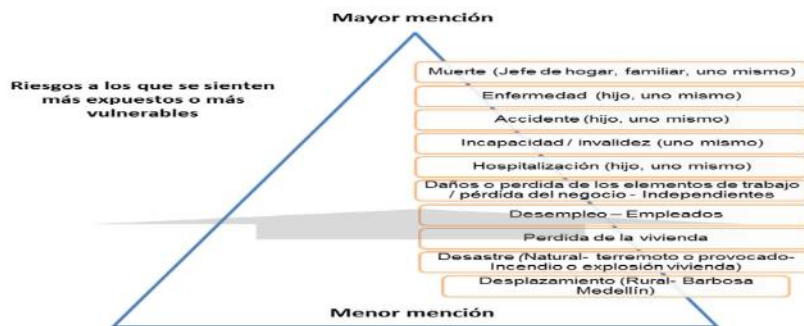 Mayor mención
Riesgos a los que se sienten
más expuestos o más
vulnerables
Muerte (Jefe de hogar, familiar, uno mismo)
Enfermedad (hijo, uno mismo)
Accidente (hijo, uno mismo)
Incapacidad / invalidez (uno mismo)
Hospitalización (hijo, uno mismo)
Daños o perdida de los elementos de trabajo
/ pérdida del negocio - Independientes
Desempleo – Empleados
Perdida de la vivienda
Desastre (Natural- terremoto o provocado-
Incendio o explosión vivienda)
Desplazamiento (Rural- Barbosa
Medellín)
Menor mención